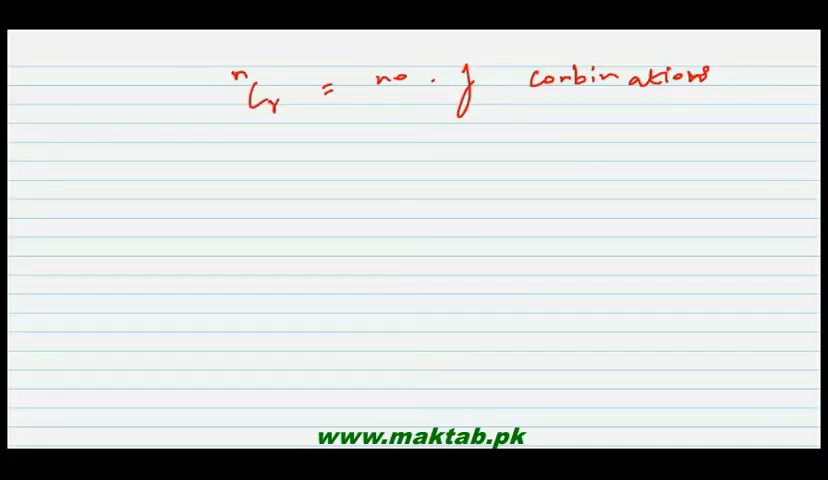 ⁿCᵣ = no. of combinations
www.maktab.pk